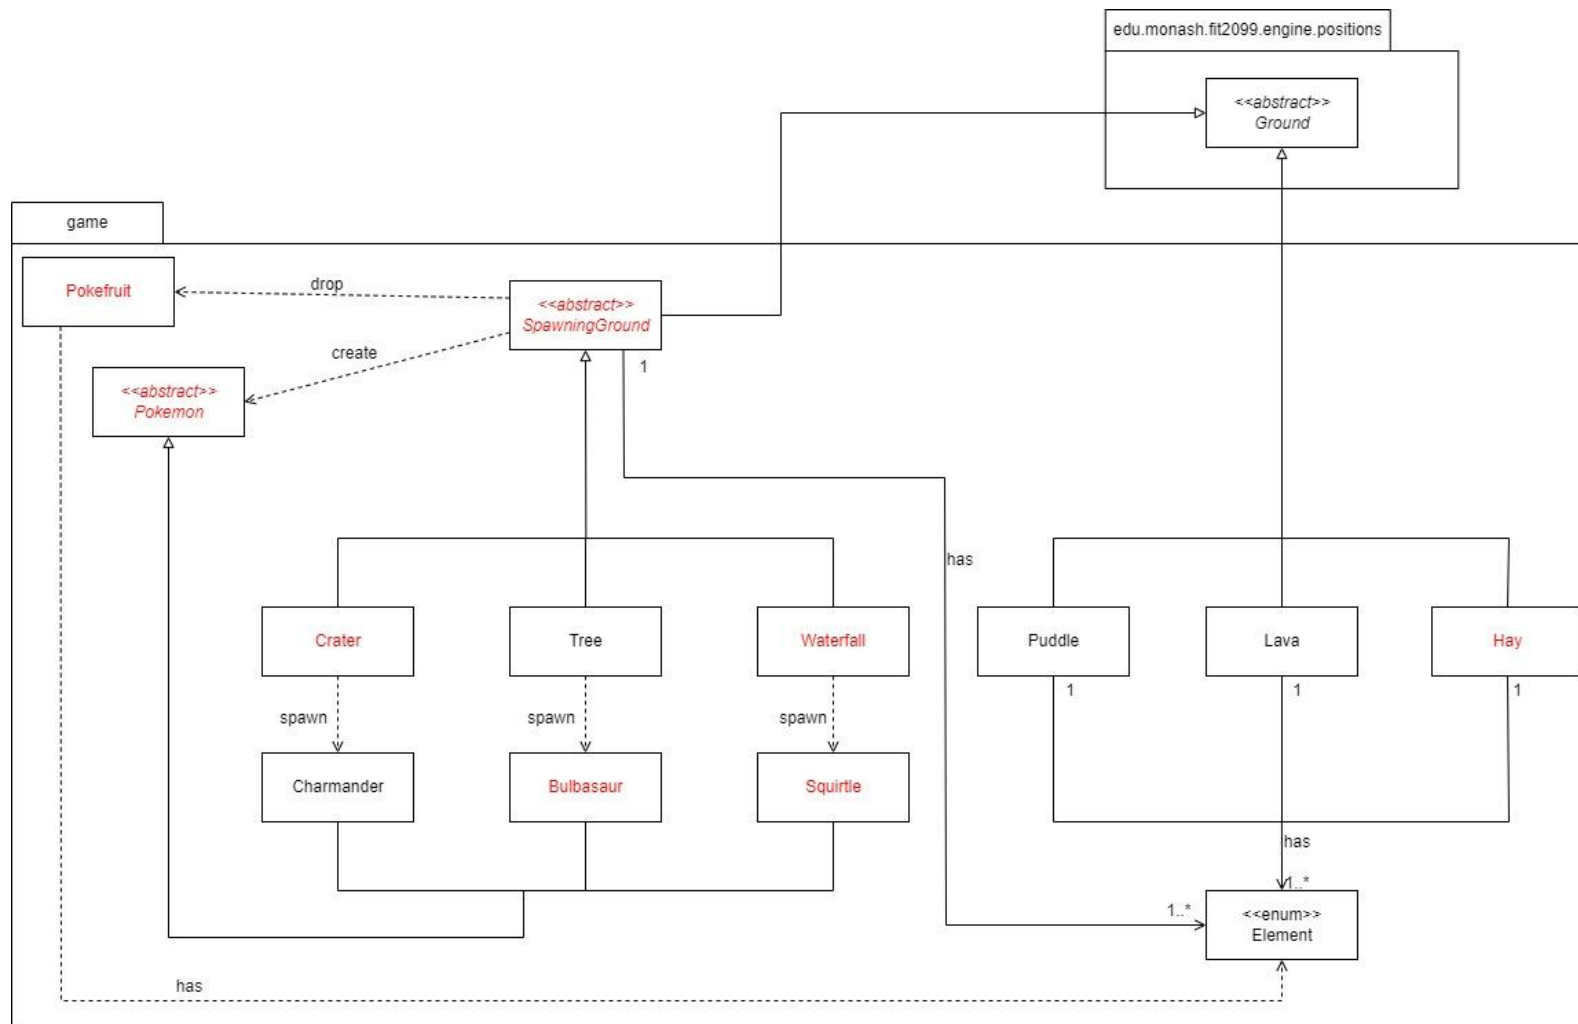 edu.monash.fit2099.engine.positions
<<abstract>>
Ground
game
Pokefruit
drop
<<abstract>>
SpawningGround
create
1
<<abstract>>
Pokemon
has
Crater
Tree
Waterfall
Puddle
Lava
Hay
1
1
1
spawn
spawn
spawn
Charmander
Bulbasaur
Squirtle
has
1..*
1..*
<<enum>>
Element
has